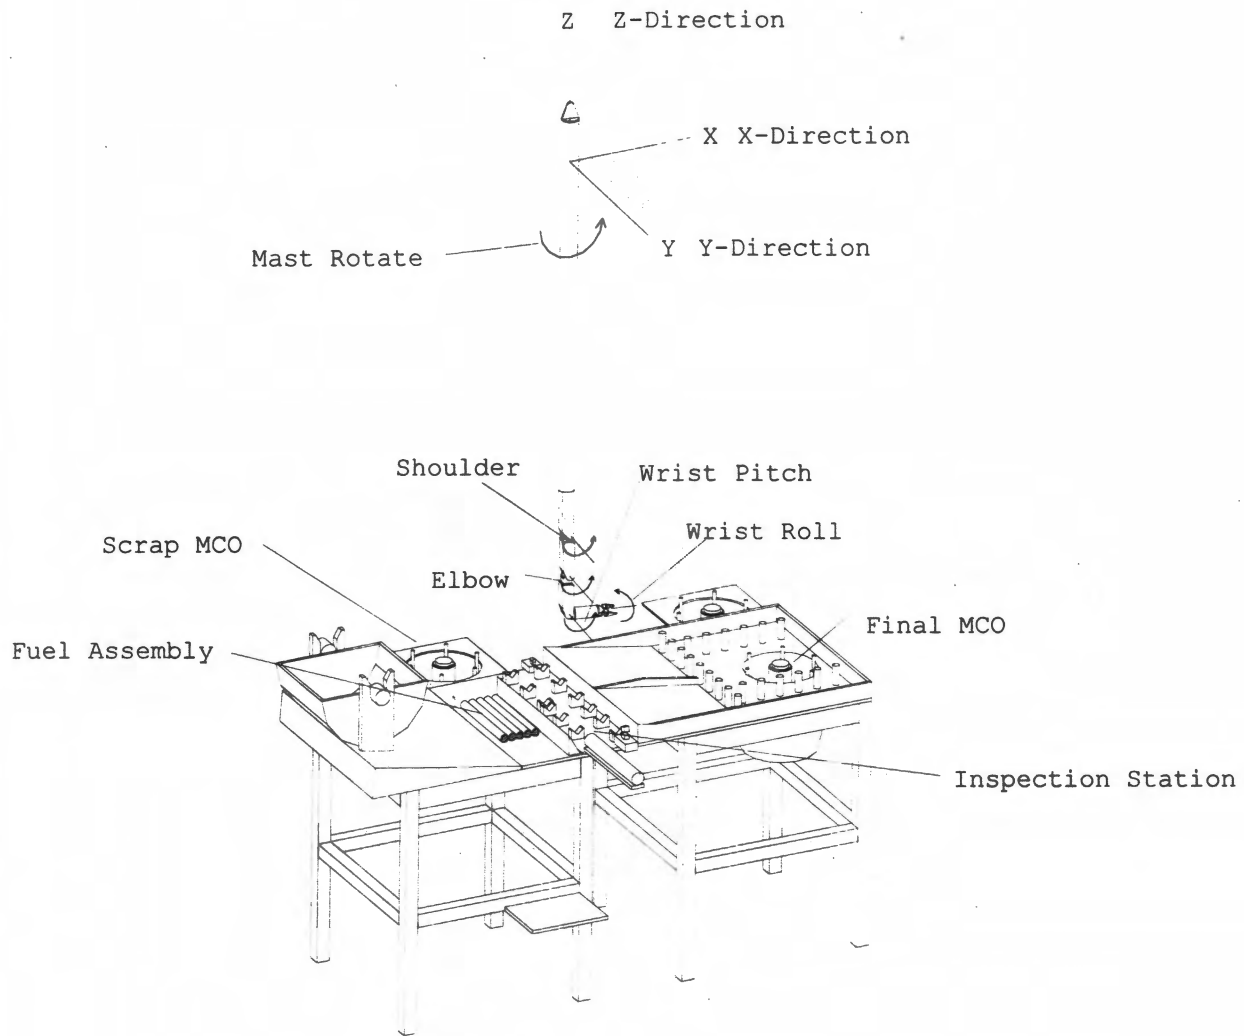 Z Z-Direction
X X-Direction
Mast Rotate
Y Y-Direction
Shoulder
Wrist Pitch
Wrist Roll
Scrap MCO
Elbow
Final MCO
Fuel Assembly
Inspection Station